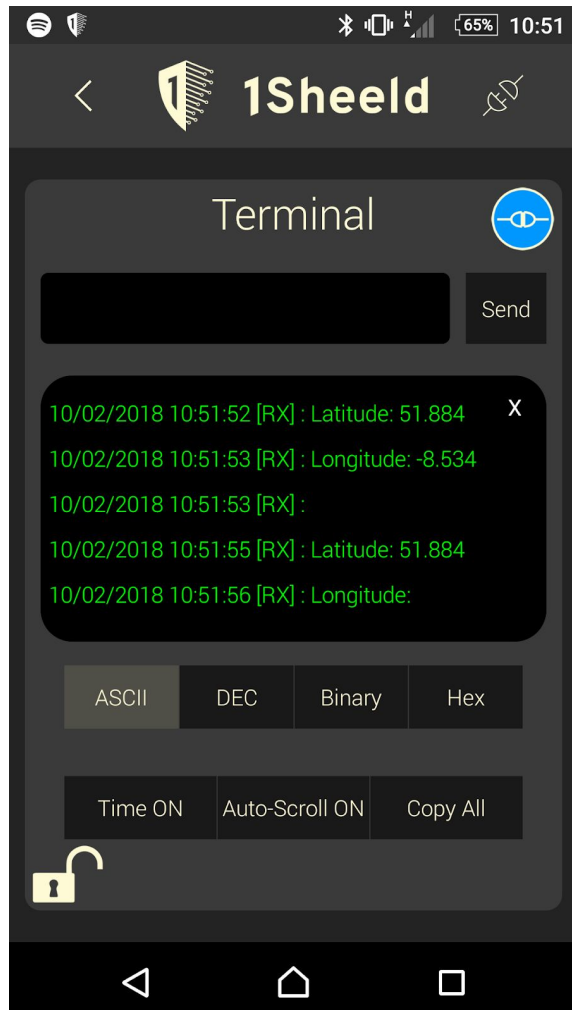 H
65% 10:51
1Sheeld
Terminal
Send
10/02/2018 10:51:52 [RX] : Latitude: 51.884
X
10/02/2018 10:51:53 [RX] : Longitude: -8.534
10/02/2018 10:51:53 [RX] :
10/02/2018 10:51:55 [RX] : Latitude: 51.884
10/02/2018 10:51:56 [RX] : Longitude:
ASCII DEC Binary Hex
Time ON Auto-Scroll ON Copy All